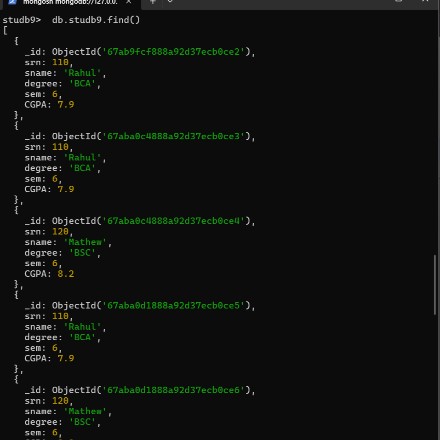 mongosh mongodb://127.0.0.
studb9> db.studb9.find()
[
{
_id: ObjectId('67ab9fcf888a92d37ecb0ce2'),
srn: 110,
sname: 'Rahul',
degree: 'BCA',
sem: 6,
CGPA: 7.9
},
{
_id: ObjectId('67aba0c4888a92d37ecb0ce3'),
srn: 110,
sname: 'Rahul',
degree: 'BCA',
sem: 6,
CGPA: 7.9
},
{
_id: ObjectId('67aba0c4888a92d37ecb0ce4'),
srn: 120,
sname: 'Mathew',
degree: 'BSC',
sem: 6,
CGPA: 8.2
},
{
_id: ObjectId('67aba0d1888a92d37ecb0ce5'),
srn: 110,
sname: 'Rahul',
degree: 'BCA',
sem: 6,
CGPA: 7.9
},
{
_id: ObjectId('67aba0d1888a92d37ecb0ce6'),
srn: 120,
sname: 'Mathew',
degree: 'BSC',
sem: 6,